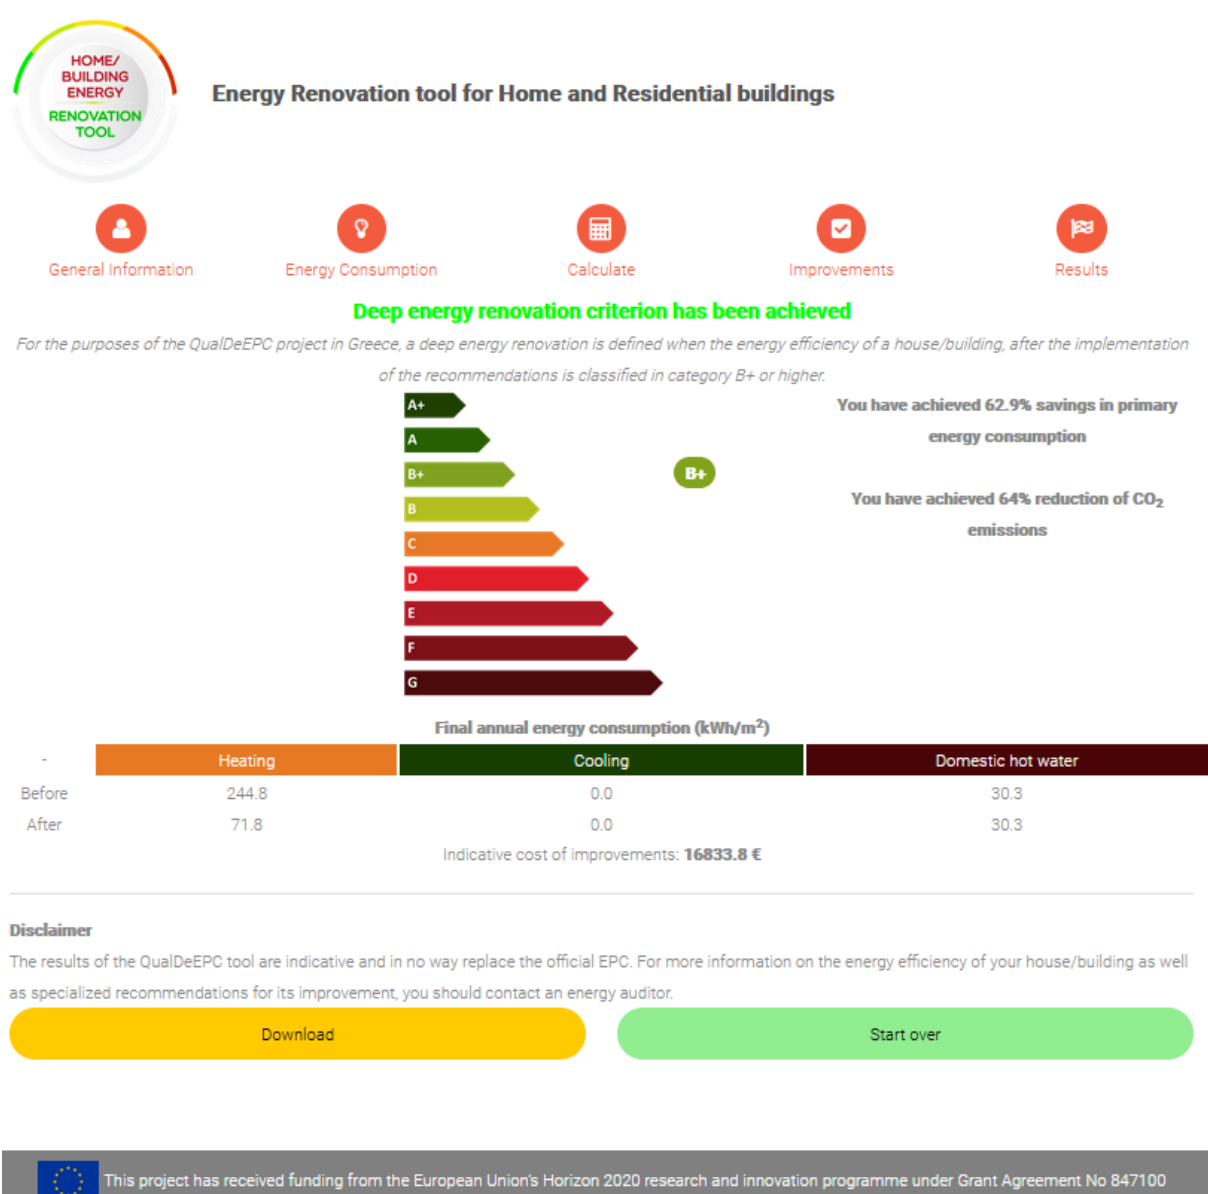 HOME/
BUILDING
ENERGY
RENOVATION
TOOL
Energy Renovation tool for Home and Residential buildings
General Information
Energy Consumption
Calculate
Improvements
Results
Deep energy renovation criterion has been achieved
For the purposes of the QualDeEPC project in Greece, a deep energy renovation is defined when the energy efficiency of a house/building, after the implementation
of the recommendations is classified in category B+ or higher.
A+
A
B+
B
C
D
E
F
G
B+
You have achieved 62.9% savings in primary
energy consumption
You have achieved 64% reduction of CO₂
emissions
Final annual energy consumption (kWh/m²)
- Heating Cooling Domestic hot water
Before 244.8 0.0 30.3
After 71.8 0.0 30.3
Indicative cost of improvements: 16833.8 €
Disclaimer
The results of the QualDeEPC tool are indicative and in no way replace the official EPC. For more information on the energy efficiency of your house/building as well
as specialized recommendations for its improvement, you should contact an energy auditor.
Download
Start over
This project has received funding from the European Union's Horizon 2020 research and innovation programme under Grant Agreement No 847100